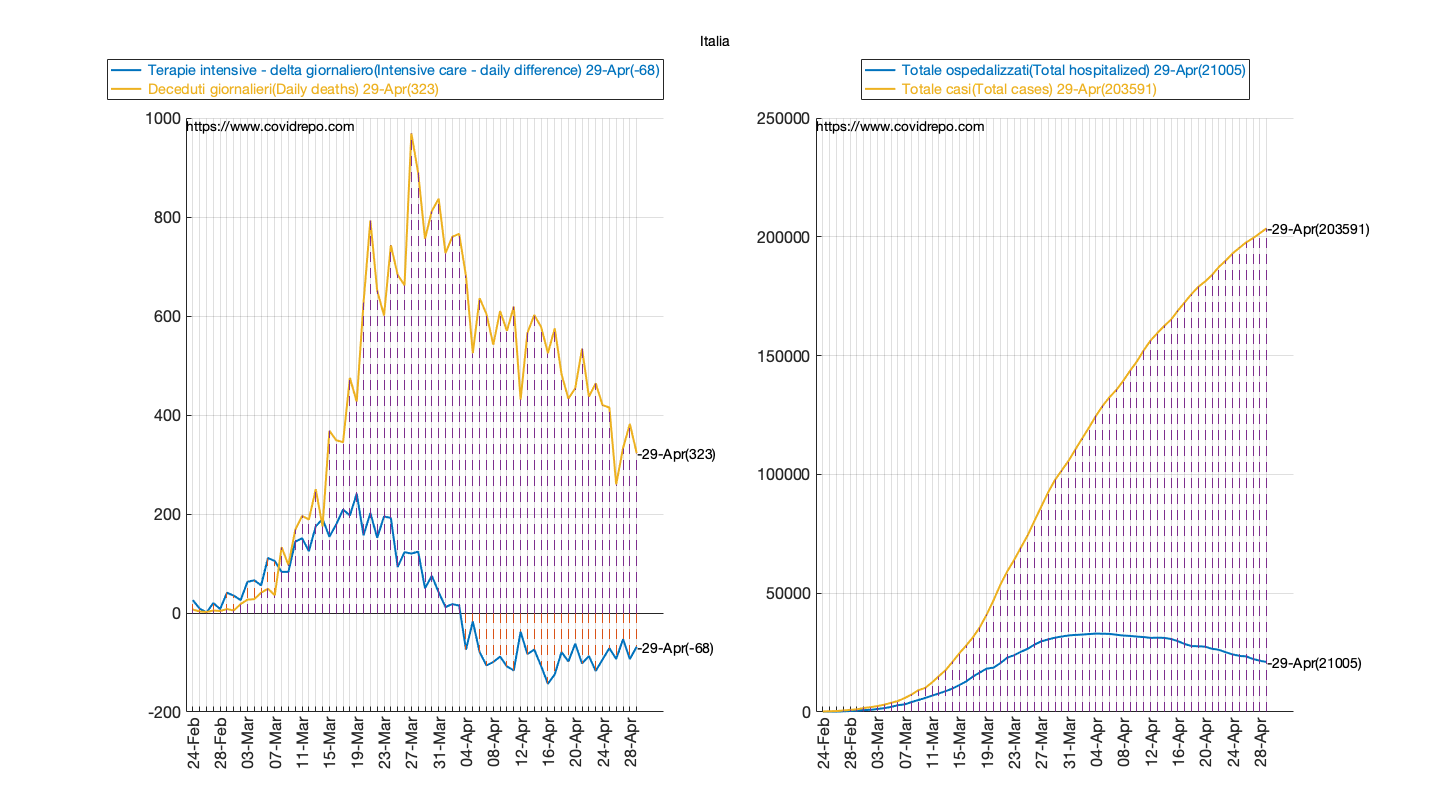 Italia
Terapie intensive - delta giornaliero(Intensive care - daily difference) 29-Apr(-68)
Deceduti giornalieri(Daily deaths) 29-Apr(323)
https://www.covidrepo.com
1000
800
600
400
200
0
-200
-29-Apr(323)
-29-Apr(-68)
24-Feb
28-Feb
03-Mar
07-Mar
11-Mar
15-Mar
19-Mar
23-Mar
27-Mar
31-Mar
04-Apr
08-Apr
12-Apr
16-Apr
20-Apr
24-Apr
28-Apr
Totale ospedalizzati(Total hospitalized) 29-Apr(21005)
Totale casi(Total cases) 29-Apr(203591)
https://www.covidrepo.com
250000
200000
150000
100000
50000
0
-29-Apr(203591)
-29-Apr(21005)
24-Feb
28-Feb
03-Mar
07-Mar
11-Mar
15-Mar
19-Mar
23-Mar
27-Mar
31-Mar
04-Apr
08-Apr
12-Apr
16-Apr
20-Apr
24-Apr
28-Apr